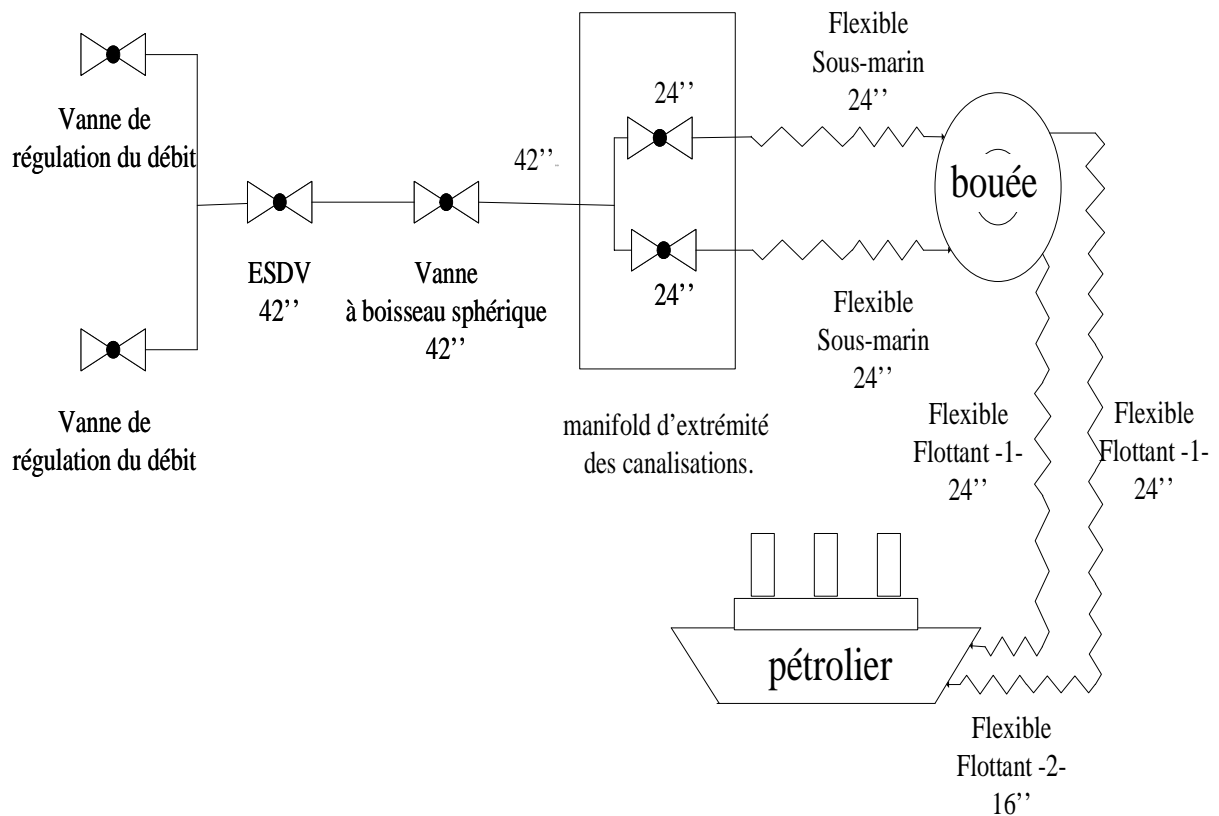 Vanne de
régulation du débit
Vanne de
régulation du débit
ESDV
42’’
Vanne
à boisseau sphérique
42’’
42’’
24’’
24’’
manifold d’extrémité
des canalisations.
Flexible
Sous-marin
24’’
Flexible
Sous-marin
24’’
bouée
Flexible
Flottant -1-
24’’
Flexible
Flottant -1-
24’’
pétrolier
Flexible
Flottant -2-
16’’